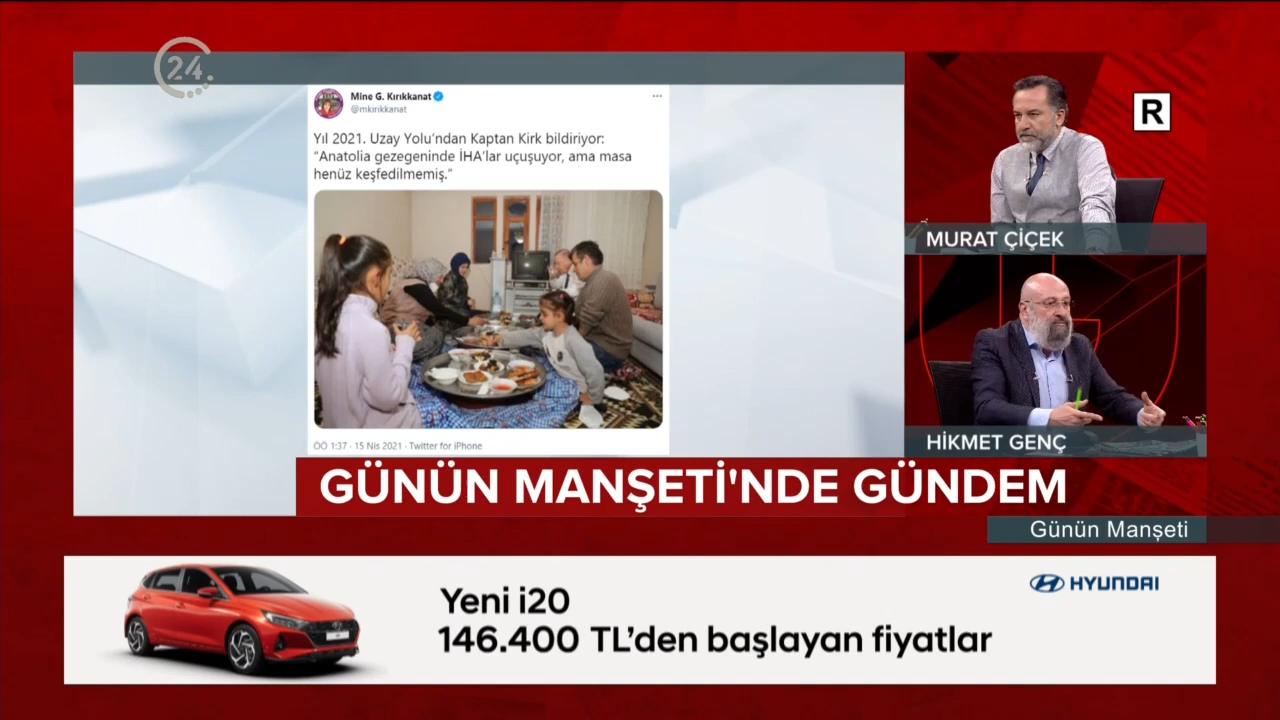 24
Mine G. Kırıkkanat
@mkirikkanat
Yıl 2021. Uzay Yolu'ndan Kaptan Kirk bildiriyor:
"Anatolia gezegeninde İHA'lar uçuşuyor, ama masa
henüz keşfedilmemiş."
ÖÖ 1:37 · 15 Nis 2021 · Twitter for iPhone
R
MURAT ÇİÇEK
HİKMET GENÇ
GÜNÜN MANŞETİ'NDE GÜNDEM
Günün Manşeti
Yeni i20
146.400 TL'den başlayan fiyatlar
HYUNDAI